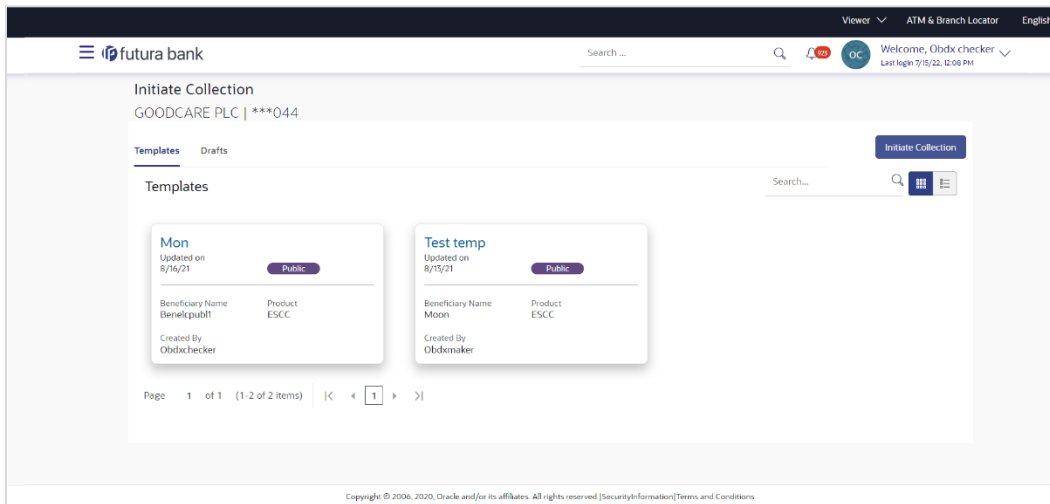 Viewer ATM & Branch Locator English
futura bank Search ... 923 OC Welcome, Obdx checker
Last login 7/15/22, 12:08 PM
Initiate Collection
GOODCARE PLC | ***044
Templates Drafts Initiate Collection
Templates Search...
Mon Test temp
Updated on Updated on
8/16/21 Public 8/13/21 Public
Beneficiary Name Product Beneficiary Name Product
Benelcpubl1 ESCC Moon ESCC
Created By Created By
Obdxchecker Obdxmaker
Page 1 of 1 (1-2 of 2 items) 1
Copyright © 2006, 2020, Oracle and/or its affiliates. All rights reserved.|SecurityInformation|Terms and Conditions